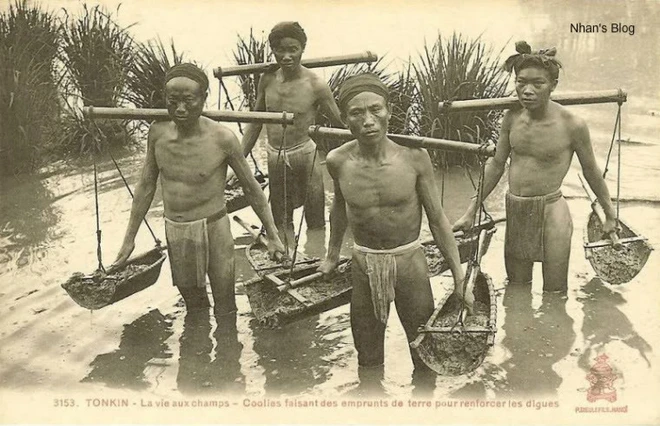 Nhan's Blog
3153. TONKIN - La vie aux champs - Coolies faisant des emprunts de terre pour renforcer les digues